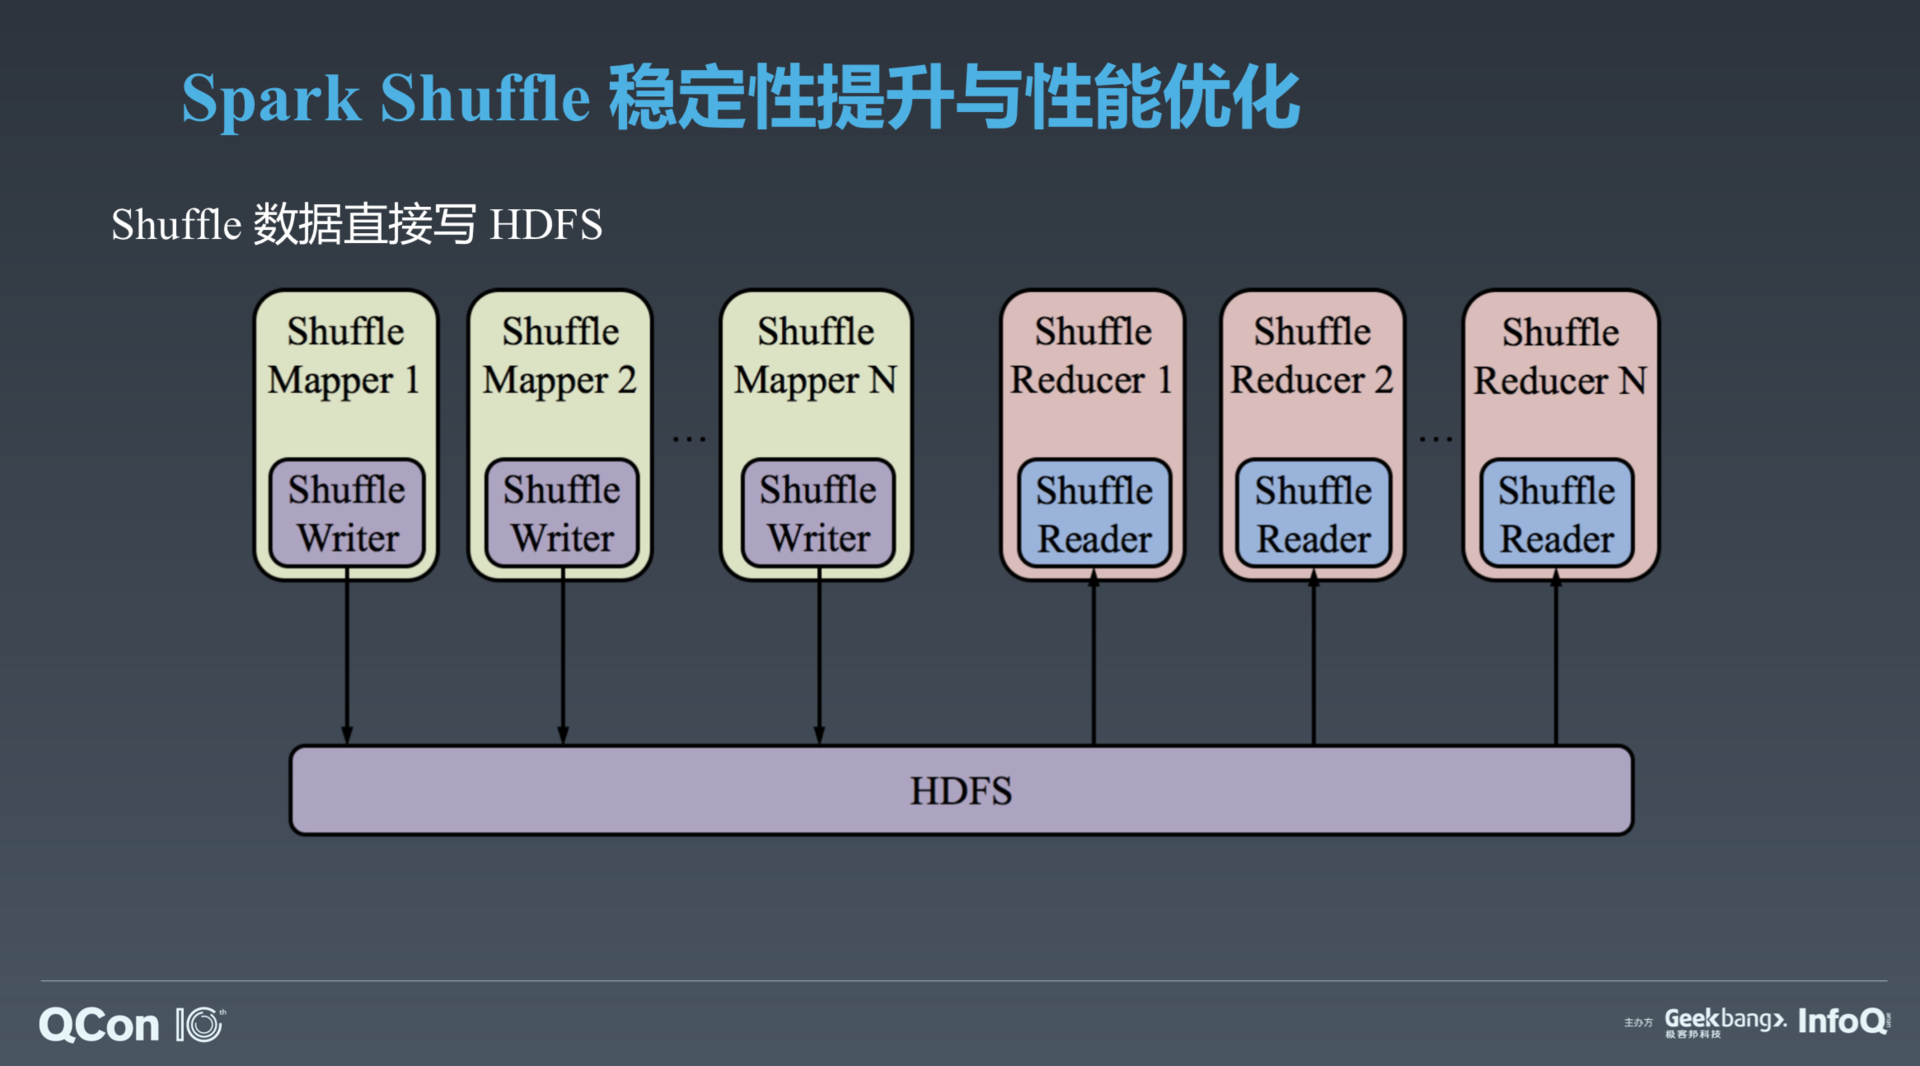 Spark Shuffle 稳定性提升与性能优化
Shuffle 数据直接写 HDFS
Shuffle
Mapper 1
Shuffle
Writer
Shuffle
Mapper 2
Shuffle
Writer
...
Shuffle
Mapper N
Shuffle
Writer
Shuffle
Reducer 1
Shuffle
Reader
Shuffle
Reducer 2
Shuffle
Reader
...
Shuffle
Reducer N
Shuffle
Reader
HDFS
QCon 10th
主办方
Geekbang>.
极客邦科技
InfoQ